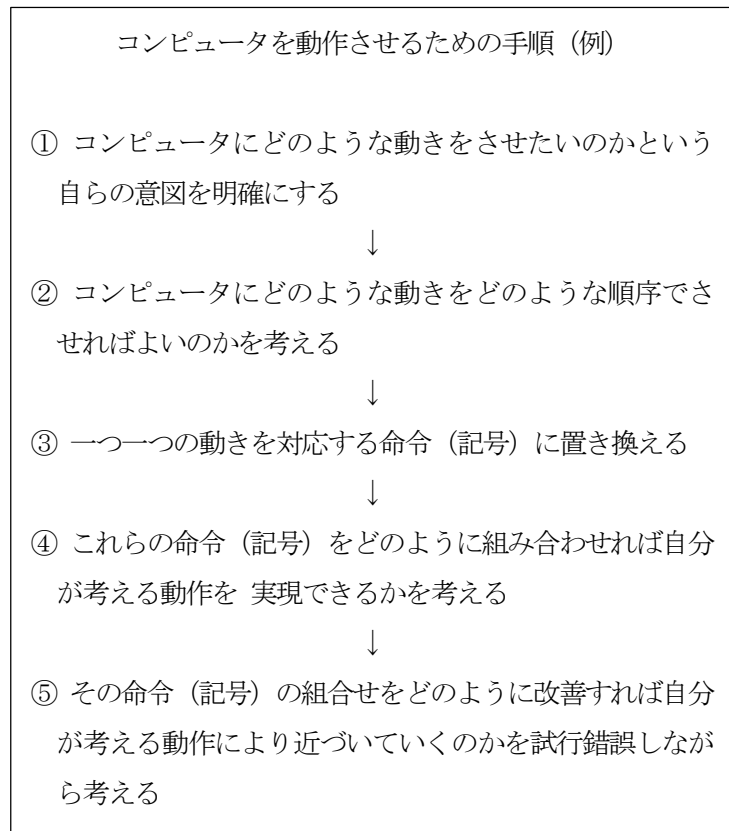 コンピュータを動作させるための手順（例）
① コンピュータにどのような動きをさせたいのかという
自らの意図を明確にする
↓
② コンピュータにどのような動きをどのような順序でさ
せればよいのかを考える
↓
③ 一つ一つの動きを対応する命令（記号）に置き換える
↓
④ これらの命令（記号）をどのように組み合わせれば自分
が考える動作を 実現できるかを考える
↓
⑤ その命令（記号）の組合せをどのように改善すれば自分
が考える動作により近づいていくのかを試行錯誤しなが
ら考える